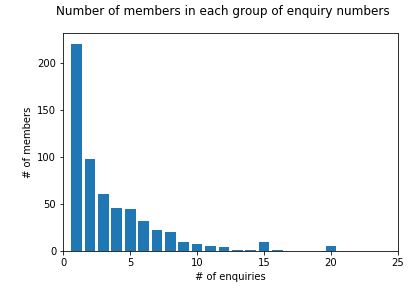 Number of members in each group of enquiry numbers
200
150
100
50
0
# of members
0 5 10 15 20 25
# of enquiries